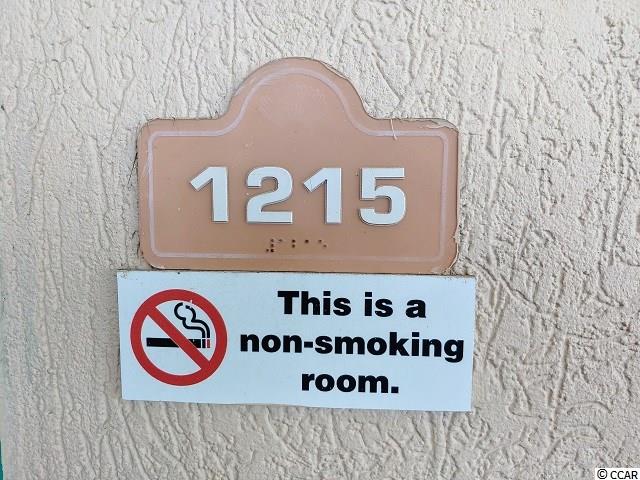 1215
This is a
non-smoking
room.
© CCAR